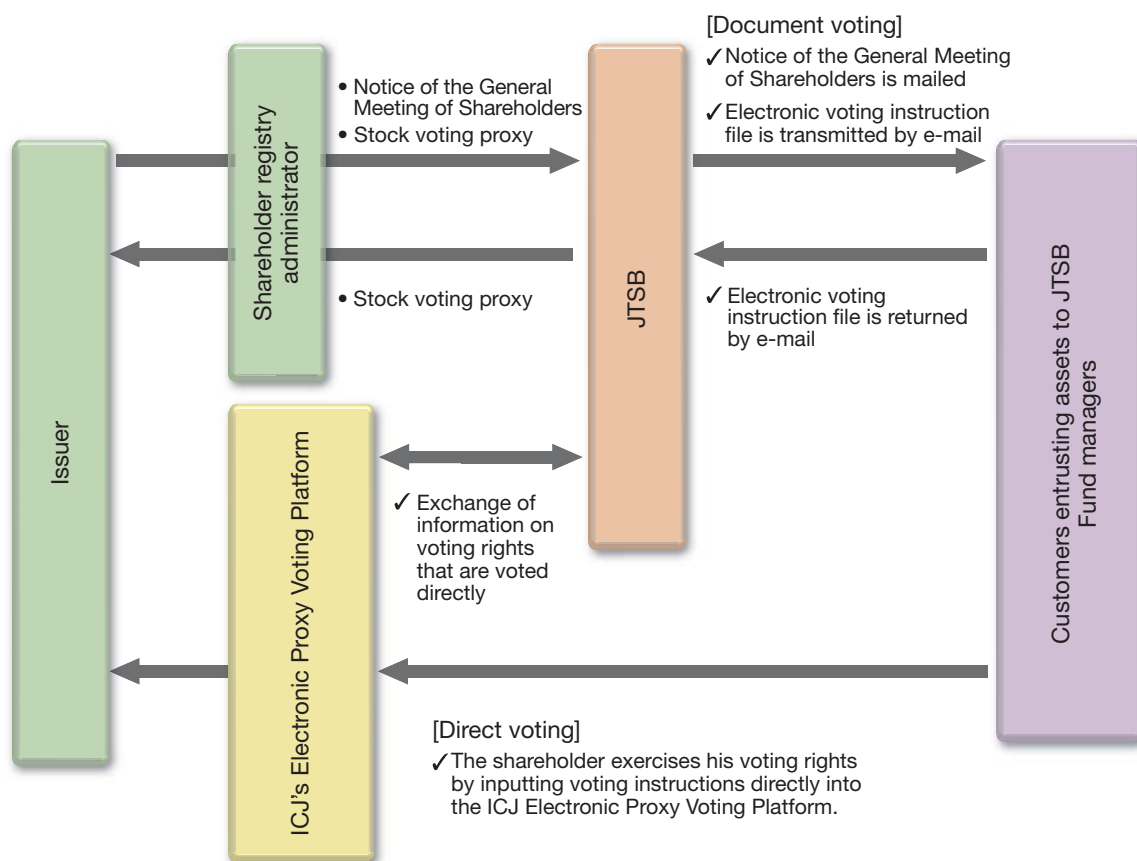 [Document voting]
✓ Notice of the General Meeting
of Shareholders is mailed
✓ Electronic voting instruction
file is transmitted by e-mail
• Notice of the General
Meeting of Shareholders
• Stock voting proxy
Issuer
Shareholder registry
administrator
JTSB
Customers entrusting assets to JTSB
Fund managers
• Stock voting proxy
✓ Electronic voting
instruction file is returned
by e-mail
ICJ's Electronic Proxy Voting Platform
✓ Exchange of
information on
voting rights
that are voted
directly
[Direct voting]
✓ The shareholder exercises his voting rights
by inputting voting instructions directly into
the ICJ Electronic Proxy Voting Platform.